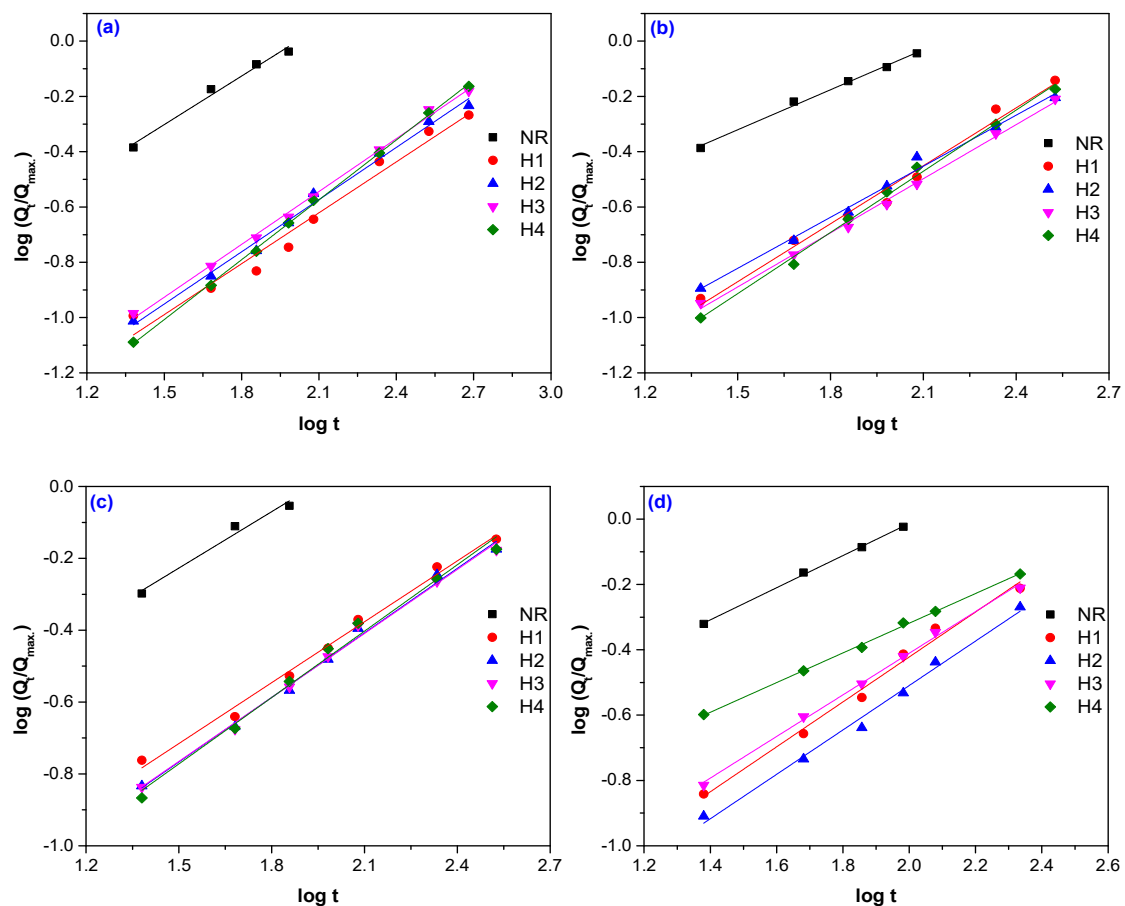 (a)
log (Qt/Qmax.)
0.0
-0.2
-0.4
-0.6
-0.8
-1.0
-1.2
1.2 1.5 1.8 2.1 2.4 2.7 3.0
log t
NR
H1
H2
H3
H4
(b)
log (Qt/Qmax.)
0.0
-0.2
-0.4
-0.6
-0.8
-1.0
-1.2
1.2 1.5 1.8 2.1 2.4 2.7
log t
NR
H1
H2
H3
H4
(c)
log (Qt/Qmax.)
0.0
-0.2
-0.4
-0.6
-0.8
-1.0
1.2 1.5 1.8 2.1 2.4 2.7
log t
NR
H1
H2
H3
H4
(d)
log (Qt/Qmax.)
0.0
-0.2
-0.4
-0.6
-0.8
-1.0
1.2 1.4 1.6 1.8 2.0 2.2 2.4 2.6
log t
NR
H1
H2
H3
H4